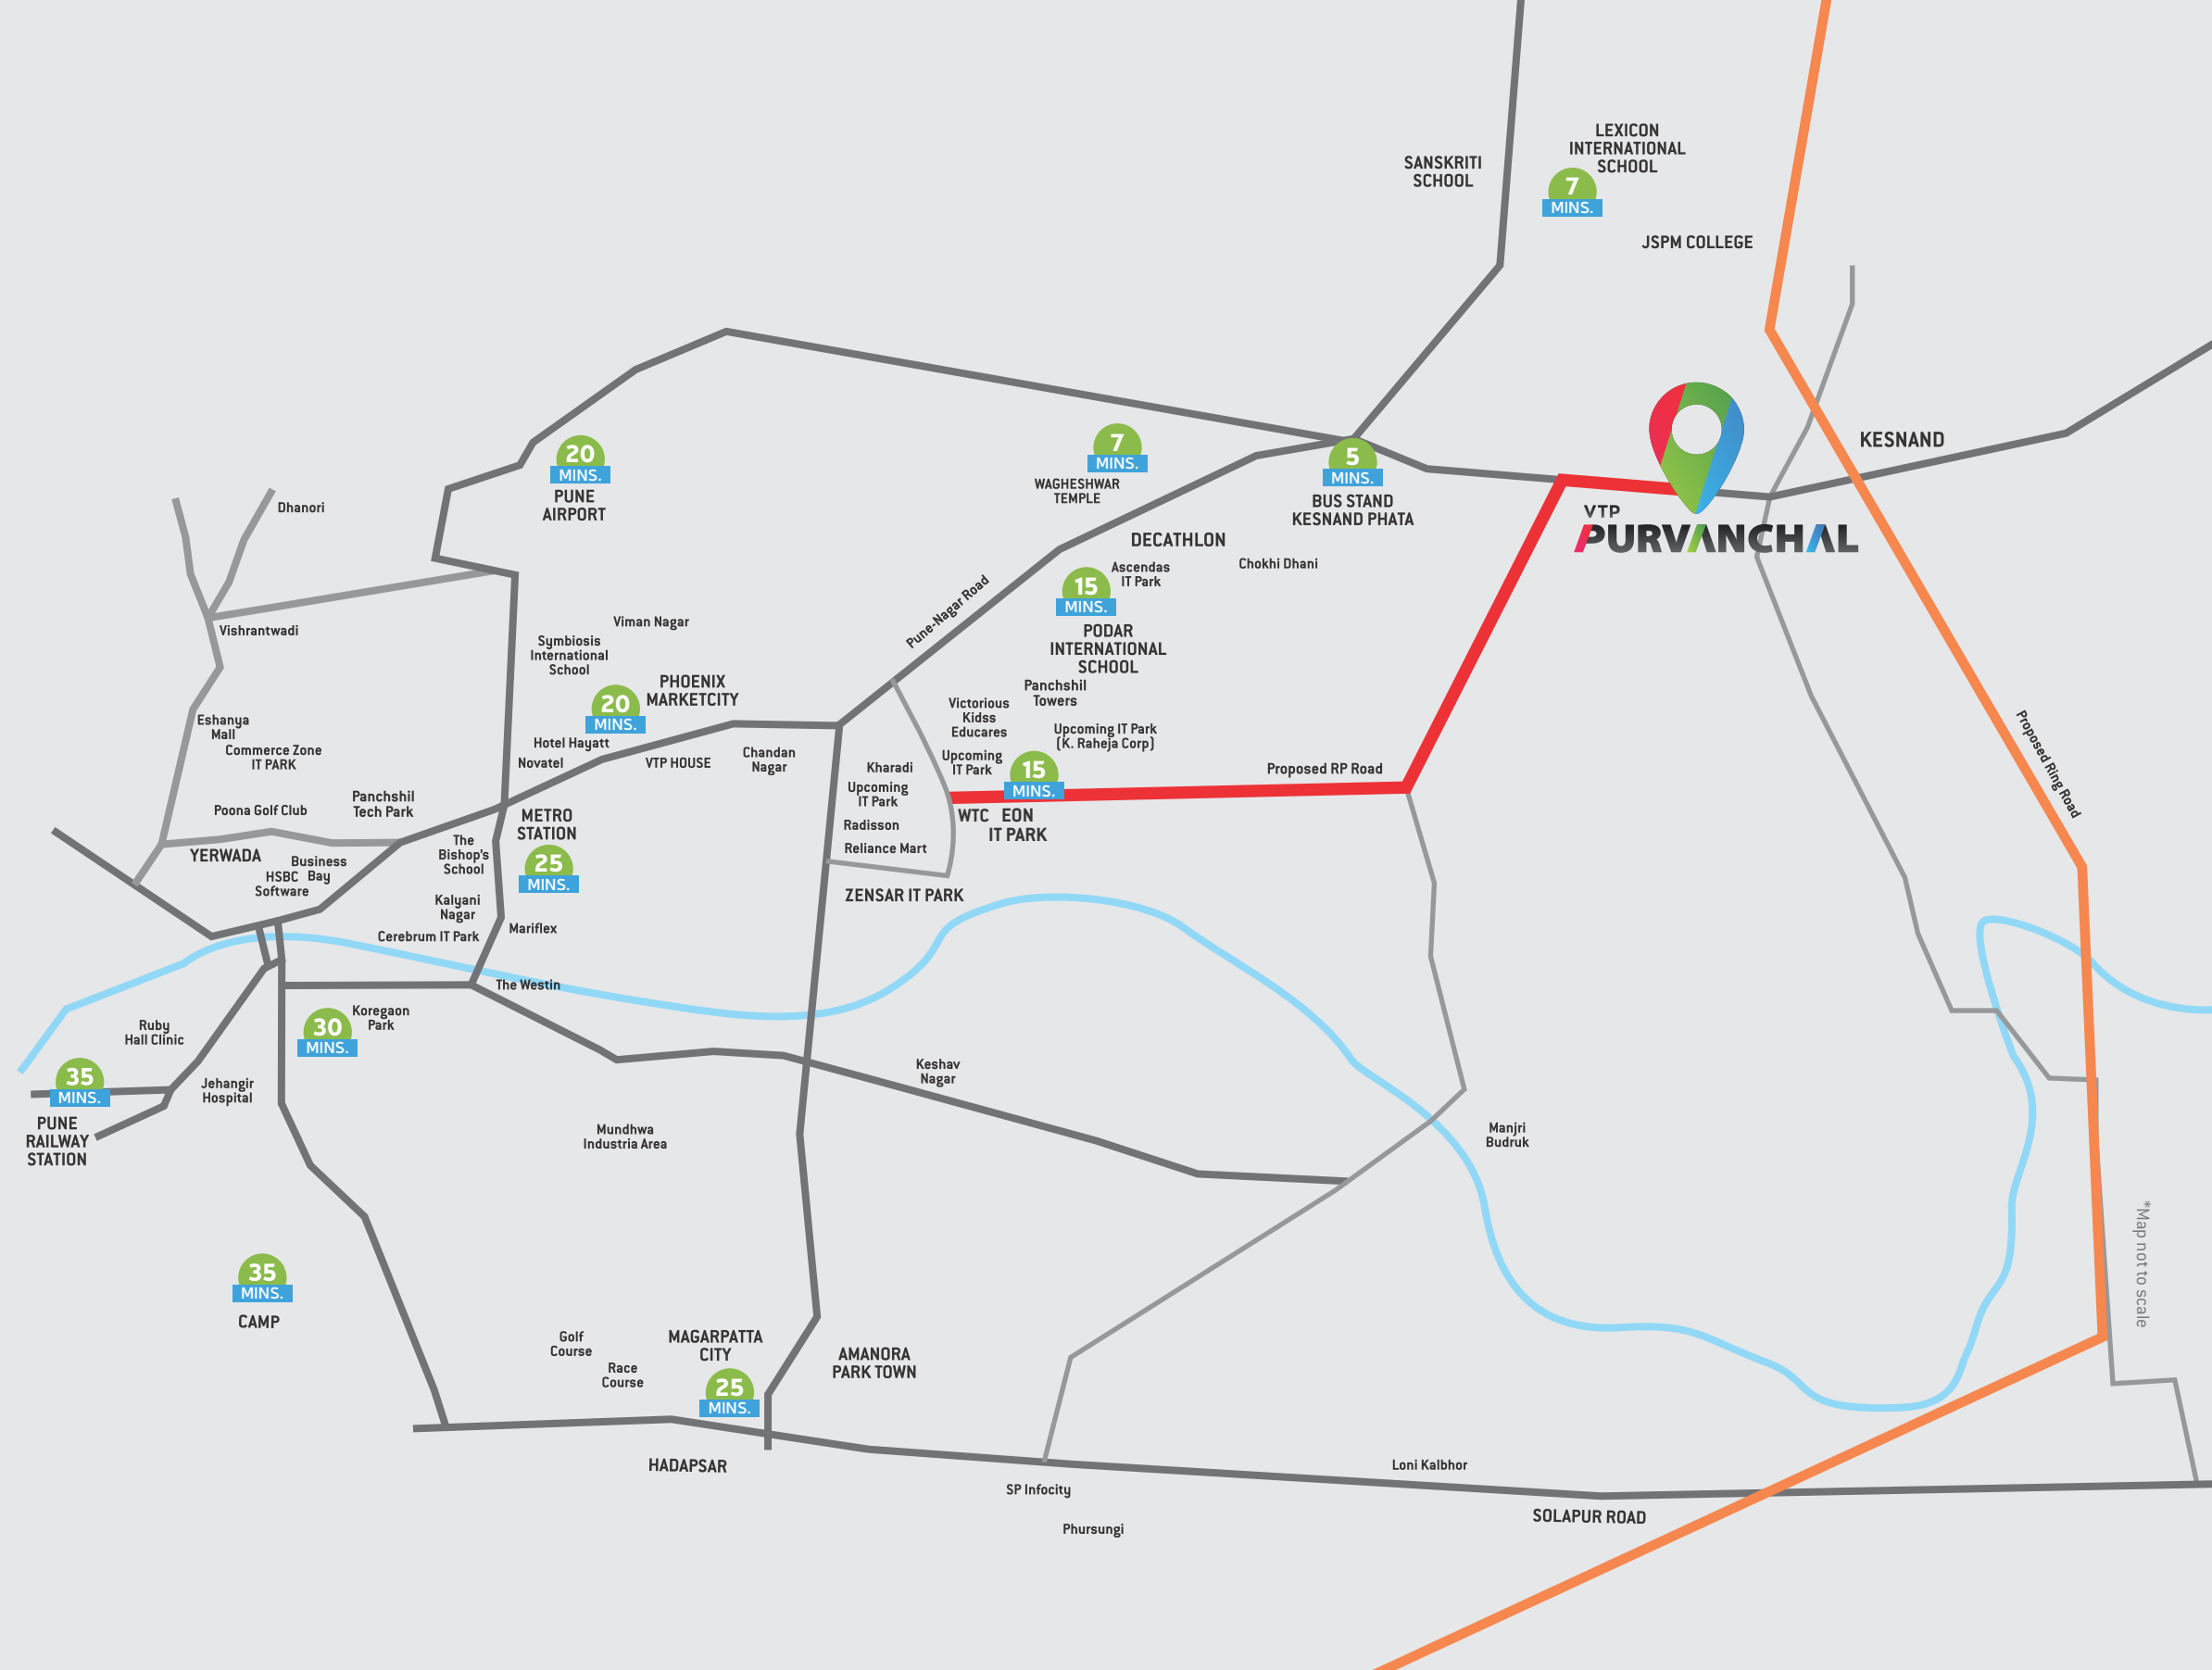 LEXICON
INTERNATIONAL
SCHOOL
7
MINS.
SANSKRITI
SCHOOL
JSPM COLLEGE
KESNAND
VTP
PURVANCHAL
20
MINS.
PUNE
AIRPORT
7
MINS.
WAGHESHWAR
TEMPLE
5
MINS.
BUS STAND
KESNAND PHATA
DECATHLON
Chokhi Dhani
Ascendas
IT Park
15
MINS.
PODAR
INTERNATIONAL
SCHOOL
Pune-Nagar Road
Dhanori
Vishrantwadi
Viman Nagar
Symbiosis
International
School
PHOENIX
MARKETCITY
20
MINS.
Hotel Hayatt
Novatel
VTP HOUSE
Chandan
Nagar
Panchshil
Towers
Victorious
Kidss
Educares
Upcoming IT Park
(K. Raheja Corp)
Upcoming
IT Park
15
MINS.
Proposed RP Road
Proposed Ring Road
WTC
EON
IT PARK
Kharadi
Upcoming
IT Park
Radisson
Reliance Mart
ZENSAR IT PARK
Eshanya
Mall
Commerce Zone
IT PARK
Poona Golf Club
Panchshil
Tech Park
YERWADA
Business
Bay
HSBC
Software
The
Bishop's
School
METRO
STATION
25
MINS.
Kalyani
Nagar
Cerebrum IT Park
Mariflex
The Westin
Koregaon
Park
30
MINS.
Ruby
Hall Clinic
35
MINS.
PUNE
RAILWAY
STATION
Jehangir
Hospital
Keshav
Nagar
Mundhwa
Industria Area
Manjri
Budruk
*Map not to scale
35
MINS.
CAMP
Golf
Course
Race
Course
MAGARPATTA
CITY
25
MINS.
AMANORA
PARK TOWN
HADAPSAR
SP Infocity
Phursungi
Loni Kalbhor
SOLAPUR ROAD